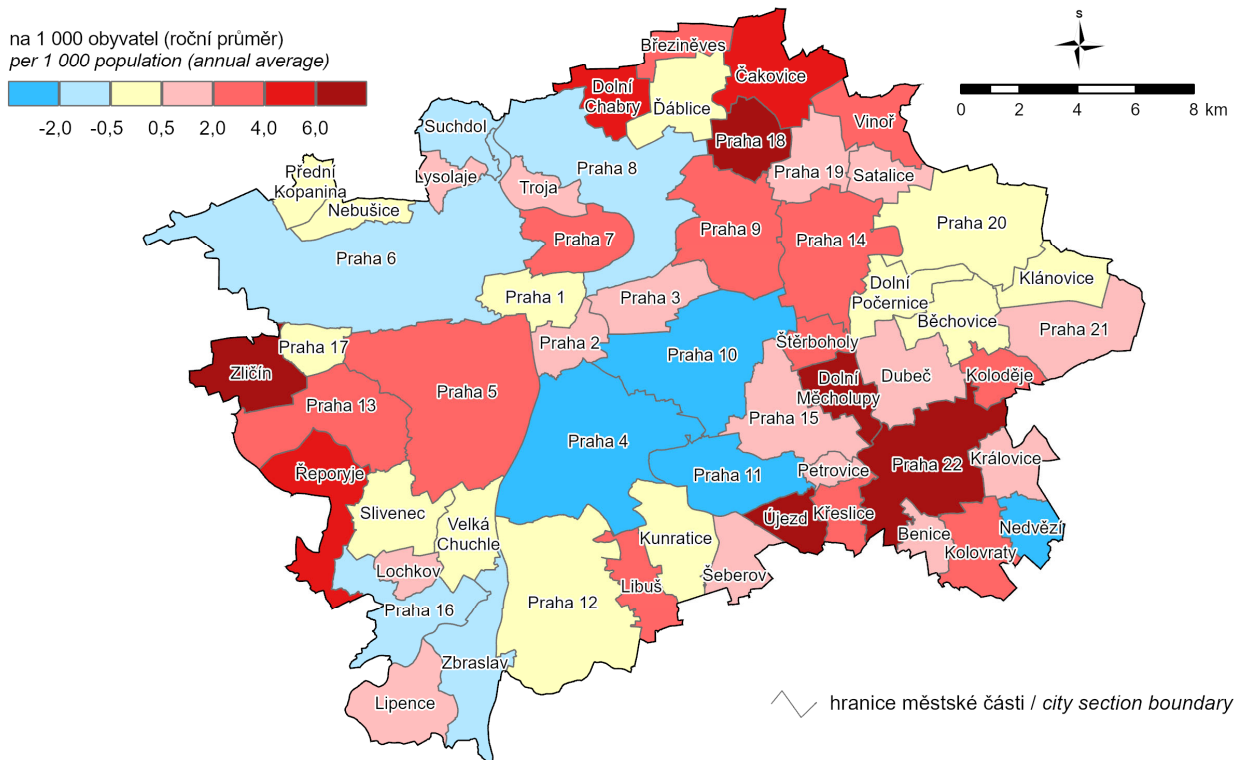 na 1 000 obyvatel (roční průměr)
per 1 000 population (annual average)
-2,0 -0,5 0,5 2,0 4,0 6,0
s
0 2 4 6 8 km
Březiněves
Čakovice
Dolní
Chabry
Ďáblice
Vinoř
Suchdol
Praha 18
Praha 8
Praha 19
Satalice
Přední
Kopanina
Lysolaje
Troja
Nebušice
Praha 20
Praha 9
Praha 7
Praha 14
Praha 6
Klánovice
Dolní
Počernice
Praha 1
Praha 3
Běchovice
Praha 21
Praha 17
Praha 2
Štěrboholy
Praha 10
Zličín
Dolní
Měcholupy
Dubeč
Koloděje
Praha 5
Praha 13
Praha 15
Praha 4
Královice
Praha 22
Petrovice
Řeporyje
Praha 11
Slivenec
Křeslice
Újezd
Velká
Chuchle
Nedvězí
Benice
Kunratice
Kolovraty
Lochkov
Šeberov
Libuš
Praha 12
Praha 16
Zbraslav
Lipence
hranice městské části / city section boundary